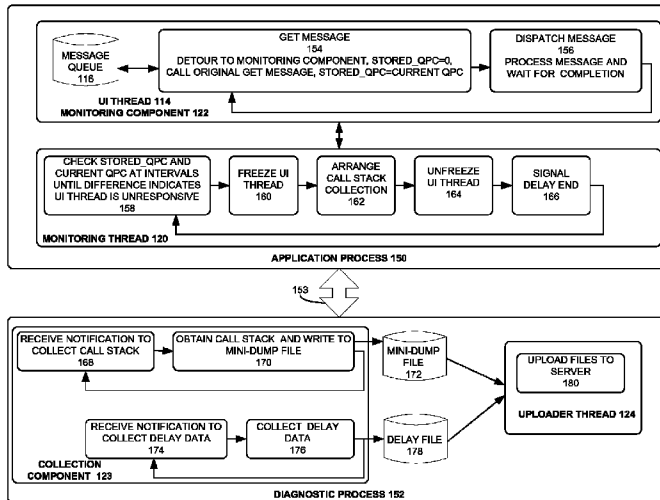 MESSAGE
QUEUE
116
GET MESSAGE
154
DETOUR TO MONITORING COMPONENT, STORED_QPC=0,
CALL ORIGINAL GET MESSAGE, STORED_QPC=CURRENT QPC
DISPATCH MESSAGE
156
PROCESS MESSAGE AND
WAIT FOR COMPLETION
UI THREAD 114
MONITORING COMPONENT 122
CHECK STORED_QPC AND
CURRENT QPC AT INTERVALS
UNTIL DIFFERENCE INDICATES
UI THREAD IS UNRESPONSIVE
158
FREEZE UI
THREAD
160
ARRANGE
CALL STACK
COLLECTION
162
UNFREEZE
UI THREAD
164
SIGNAL
DELAY END
166
MONITORING THREAD 120
APPLICATION PROCESS 150
153
RECEIVE NOTIFICATION TO
COLLECT CALL STACK
168
OBTAIN CALL STACK AND WRITE TO
MINI-DUMP FILE
170
MINI-DUMP
FILE
172
UPLOAD FILES TO
SERVER
180
UPLOADER THREAD 124
RECEIVE NOTIFICATION TO
COLLECT DELAY DATA
174
COLLECT DELAY
DATA
176
DELAY FILE
178
COLLECTION
COMPONENT 123
DIAGNOSTIC PROCESS 152